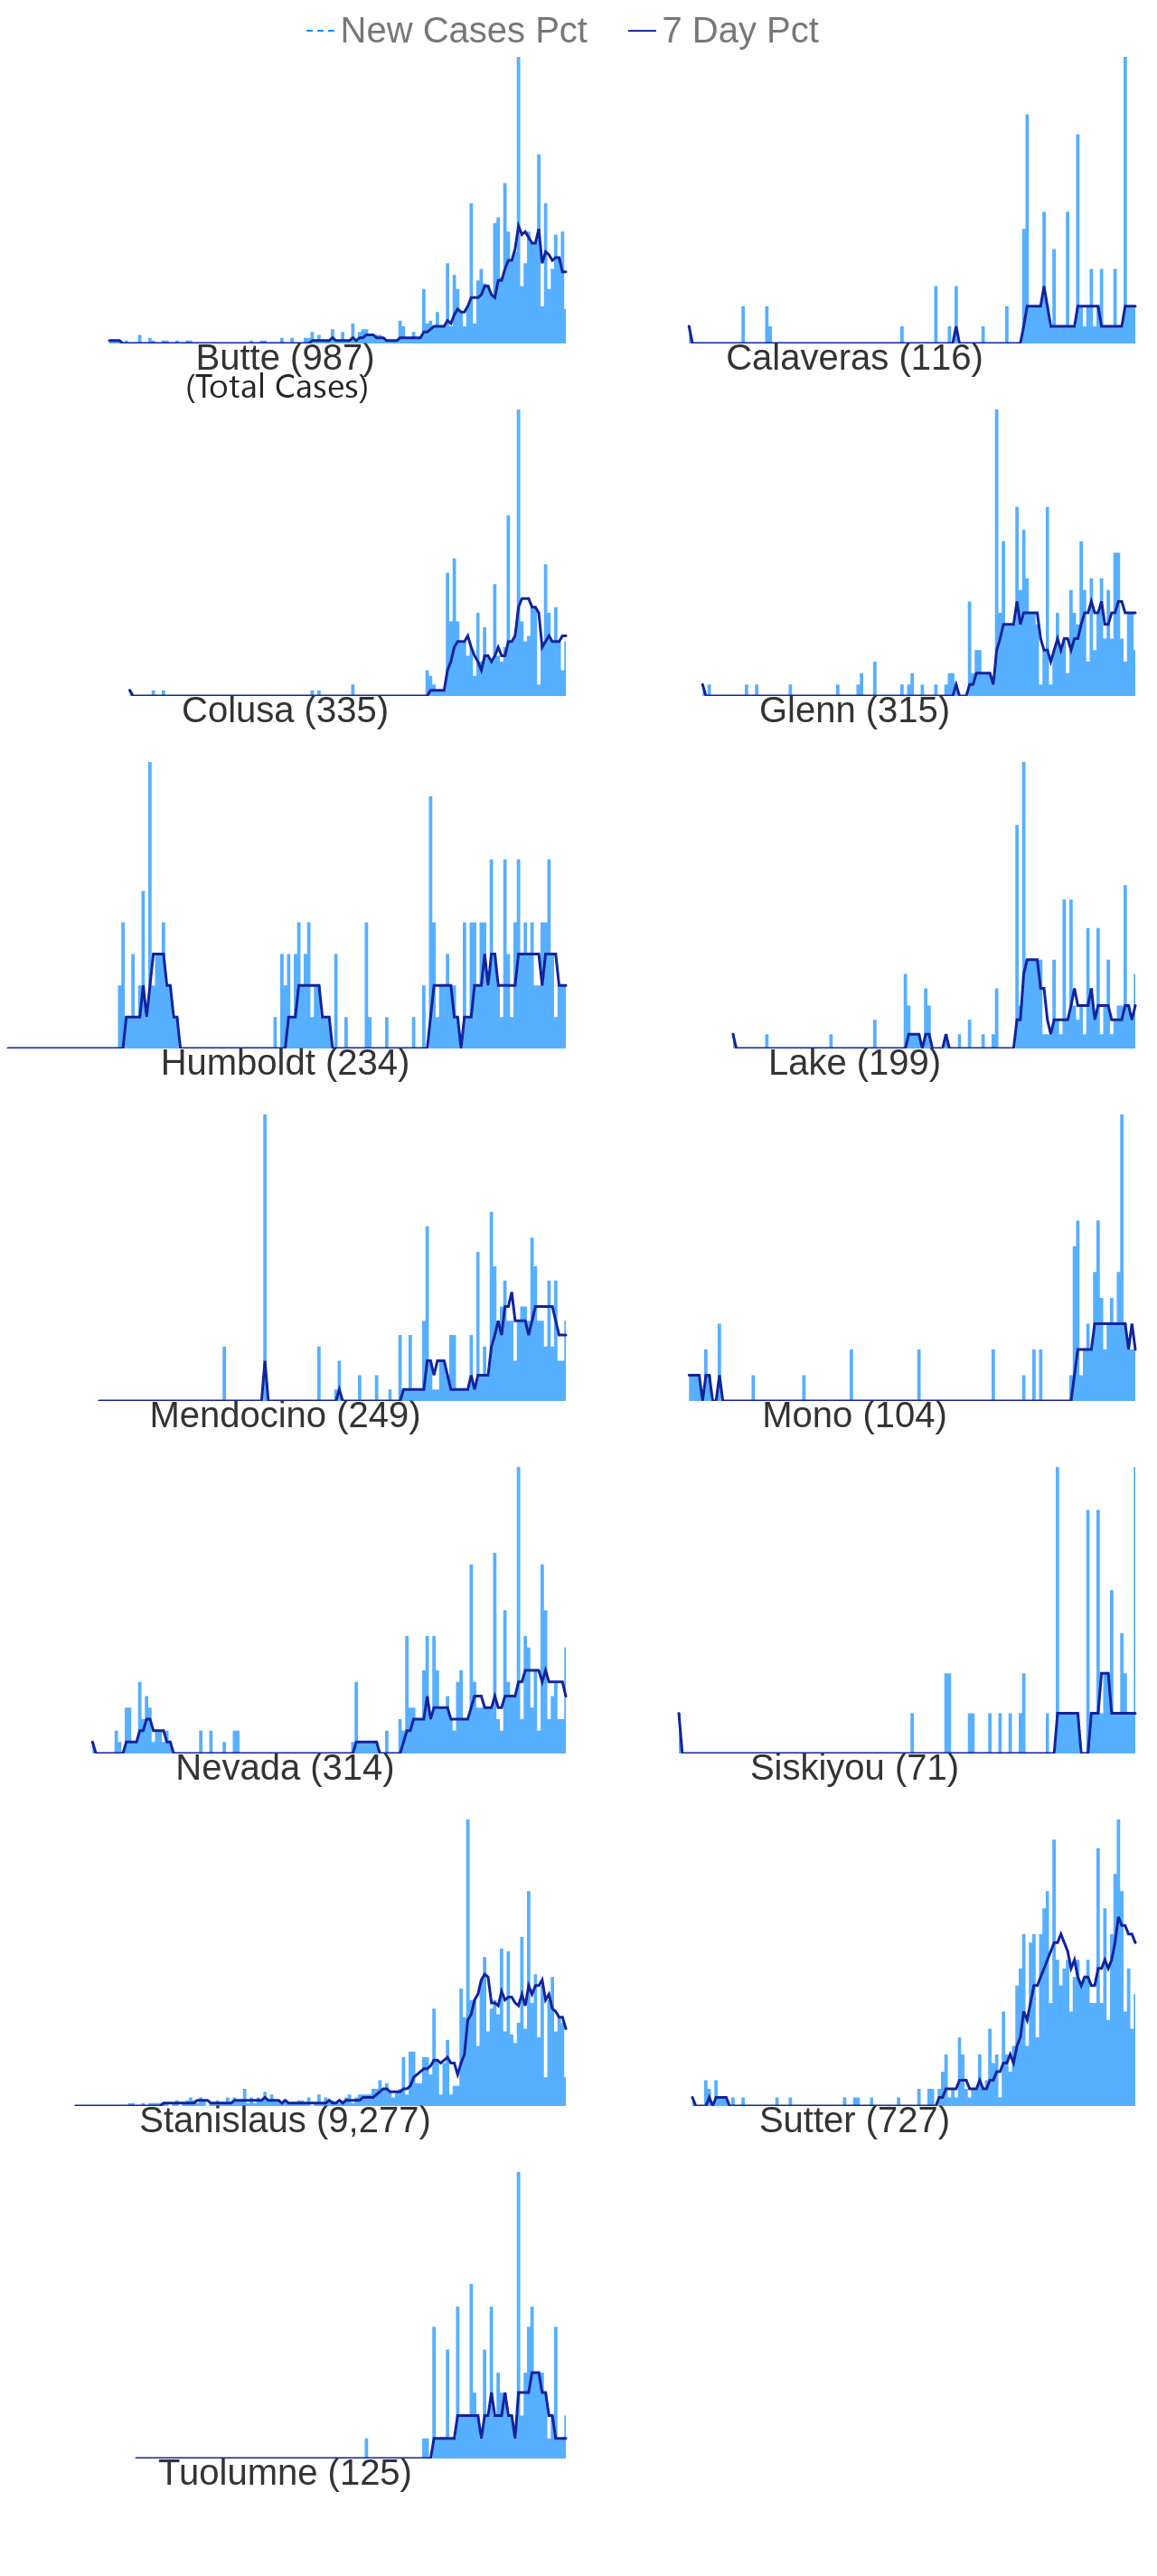 New Cases Pct 7 Day Pct
Butte (987) Calaveras (116)
(Total Cases)
Colusa (335) Glenn (315)
Humboldt (234) Lake (199)
Mendocino (249) Mono (104)
Nevada (314) Siskiyou (71)
Stanislaus (9,277) Sutter (727)
Tuolumne (125)